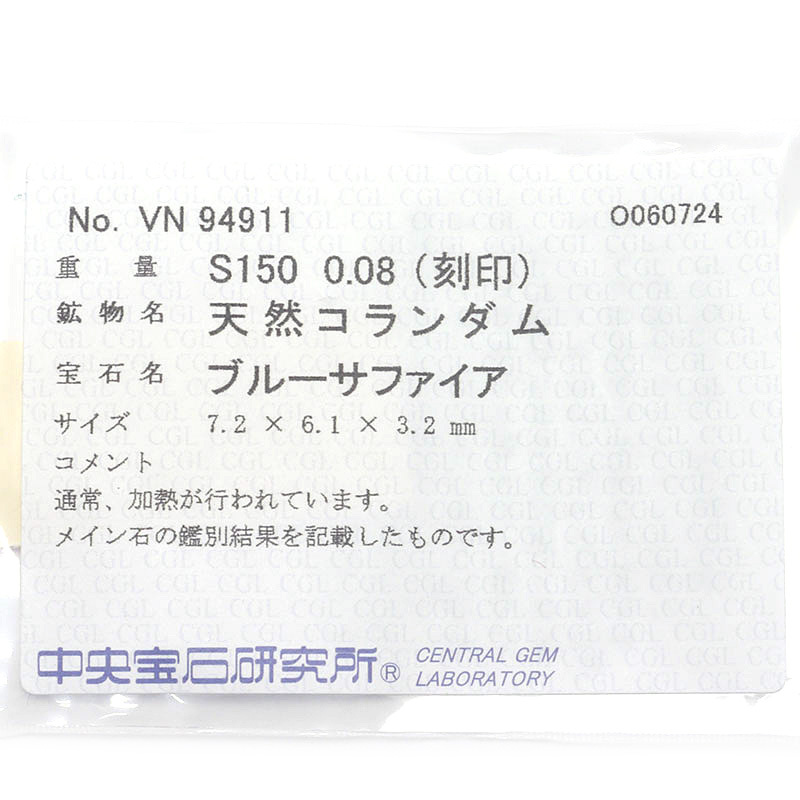 No. VN 94911 O060724
重 量 S150 0.08 (刻印)
鉱物名 天然コランダム
宝石名 ブルーサファイア
サイズ 7.2 × 6.1 × 3.2 mm
コメント
通常、加熱が行われています。
メイン石の鑑別結果を記載したものです。
中央宝石研究所® CENTRAL GEM
LABORATORY